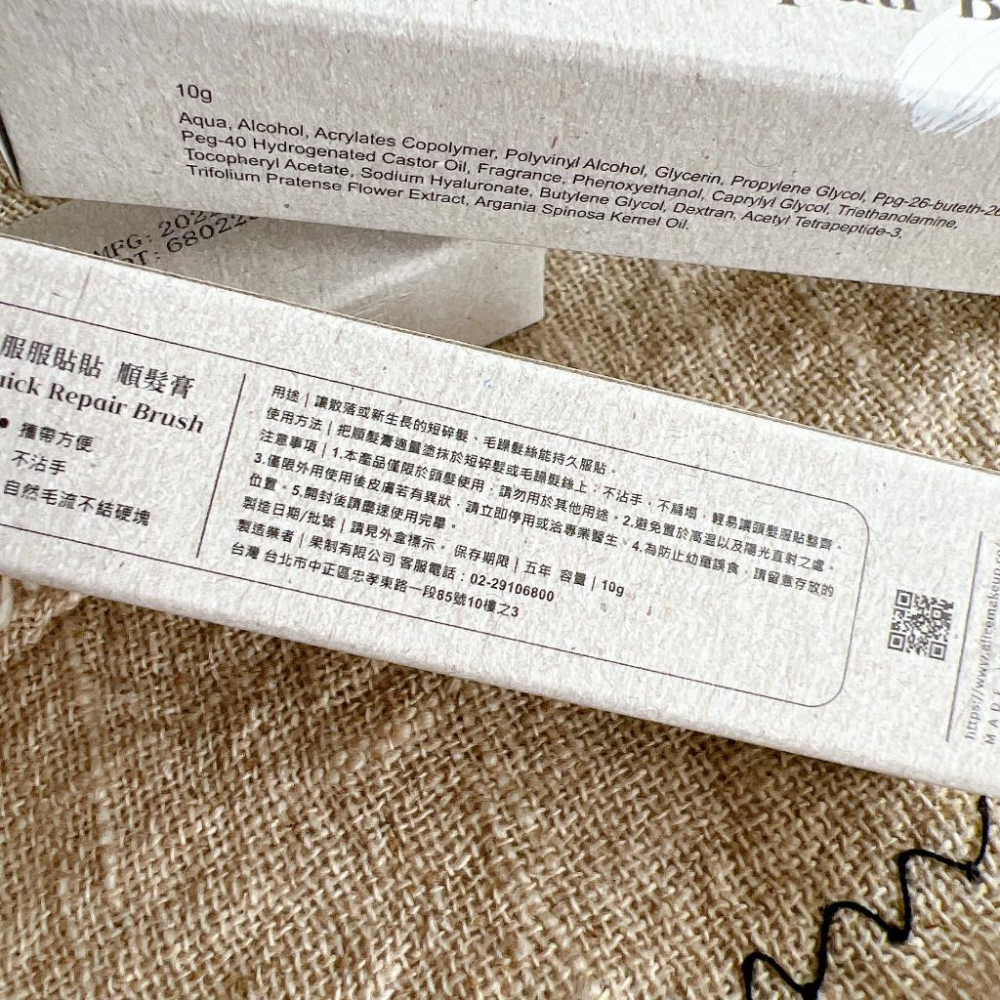 10g
Aqua, Alcohol, Acrylates Copolymer, Polyvinyl Alcohol, Glycerin, Propylene Glycol, Ppg-26-buteth-26
Peg-40 Hydrogenated Castor Oil, Fragrance, Phenoxyethanol, Caprylyl Glycol, Triethanolamine,
Tocopheryl Acetate, Sodium Hyaluronate, Butylene Glycol, Dextran, Acetyl Tetrapeptide-3,
Trifolium Pratense Flower Extract, Argania Spinosa Kernel Oil.
MFG: 202
OT: 68022
服服貼貼 順髮膏
uick Repair Brush
• 攜帶方便
不沾手
自然毛流不結硬塊
用途｜讓散落或新生長的短碎髮、毛躁髮絲能持久服貼。
使用方法｜把順髮膏適量塗抹於短碎髮或毛躁髮絲上，不沾手，不扁塌，輕易讓頭髮服貼整齊。
注意事項｜1.本產品僅限於頭髮使用，請勿用於其他用途。2.避免置於高溫以及陽光直射之處。
3.僅限外用使用後皮膚若有異狀，請立即停用或洽專業醫生。4.為防止幼童誤食，請留意存放的
位置。5.開封後請盡速使用完畢。
製造日期/批號｜請見外盒標示。 保存期限｜五年 容量｜10g
製造業者｜果制有限公司 客服電話：02-29106800
台灣 台北市中正區忠孝東路一段85號10樓之3
https://www.alicemakeup.c
MAD